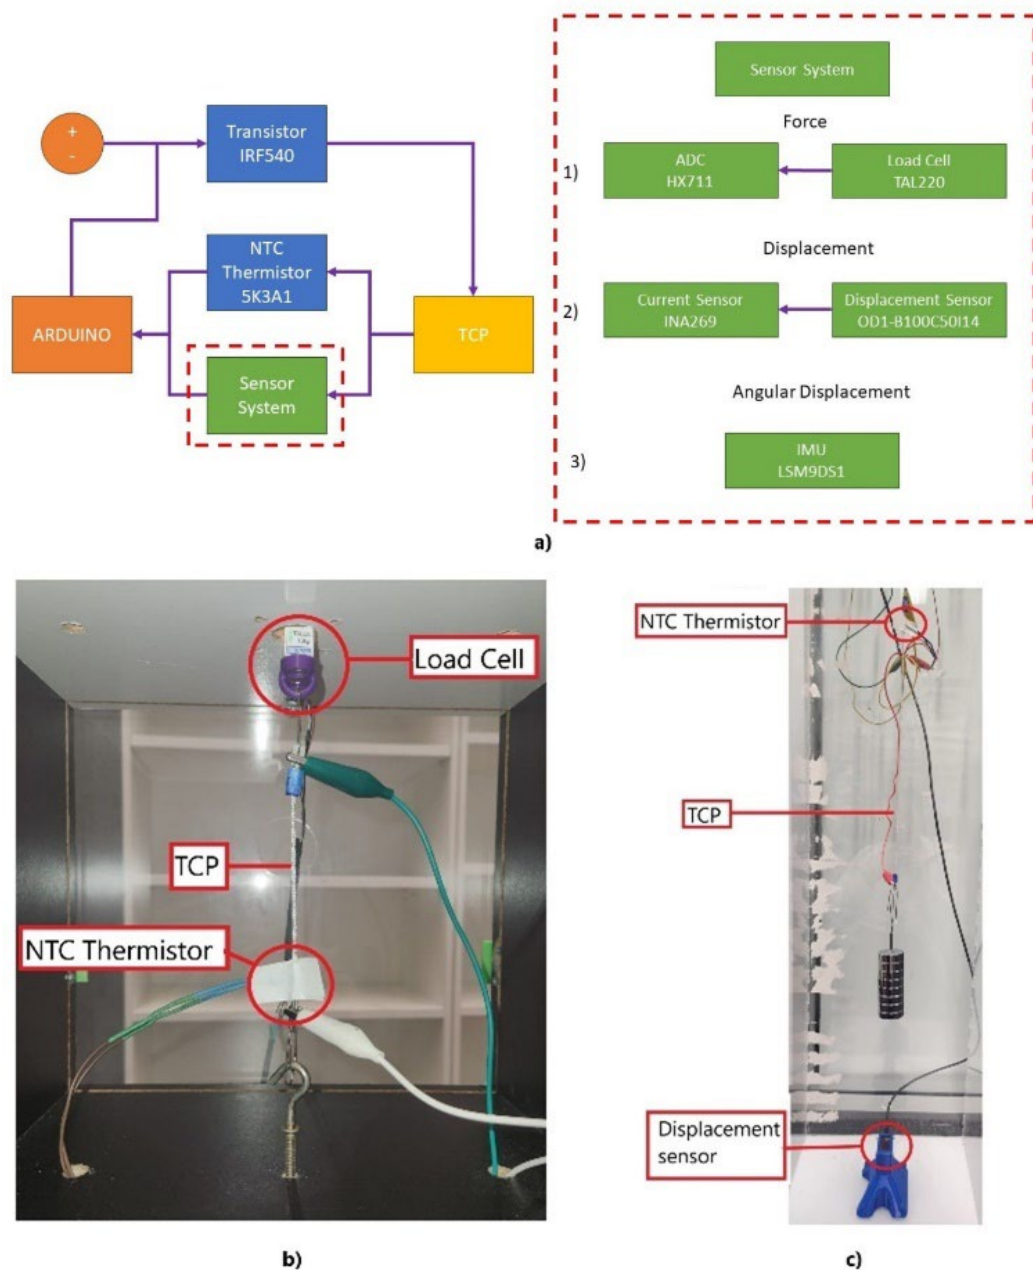 Sensor System
Force
+
-
Transistor
IRF540
1)
ADC
HX711
Load Cell
TAL220
NTC
Thermistor
5K3A1
Displacement
ARDUINO
TCP
2)
Current Sensor
INA269
Displacement Sensor
OD1-B100C50I14
Sensor
System
Angular Displacement
3)
IMU
LSM9DS1
a)
Load Cell
TCP
NTC Thermistor
b)
NTC Thermistor
TCP
Displacement
sensor
c)